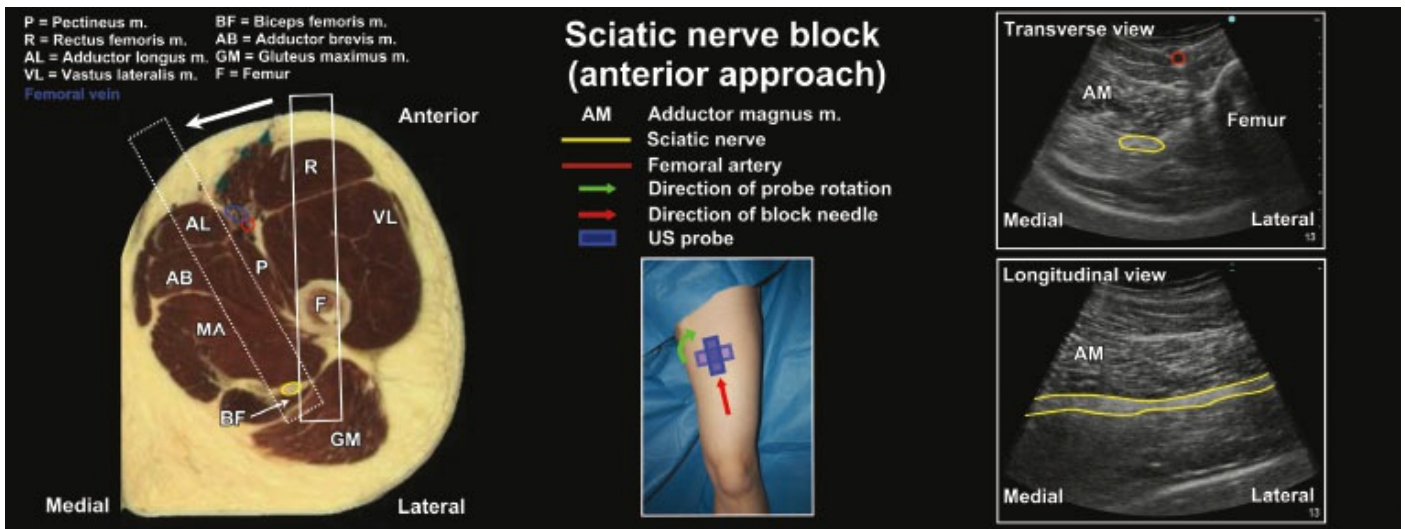 P = Pectineus m.
R = Rectus femoris m.
AL = Adductor longus m.
VL = Vastus lateralis m.
Femoral vein
BF = Biceps femoris m.
AB = Adductor brevis m.
GM = Gluteus maximus m.
F = Femur
Anterior
R
VL
AL
P
AB
F
MA
BF
GM
Medial
Lateral
Sciatic nerve block
(anterior approach)
AM Adductor magnus m.
Sciatic nerve
Femoral artery
Direction of probe rotation
Direction of block needle
US probe
Transverse view
AM
Femur
Medial
Lateral
13
Longitudinal view
AM
Medial
Lateral
13